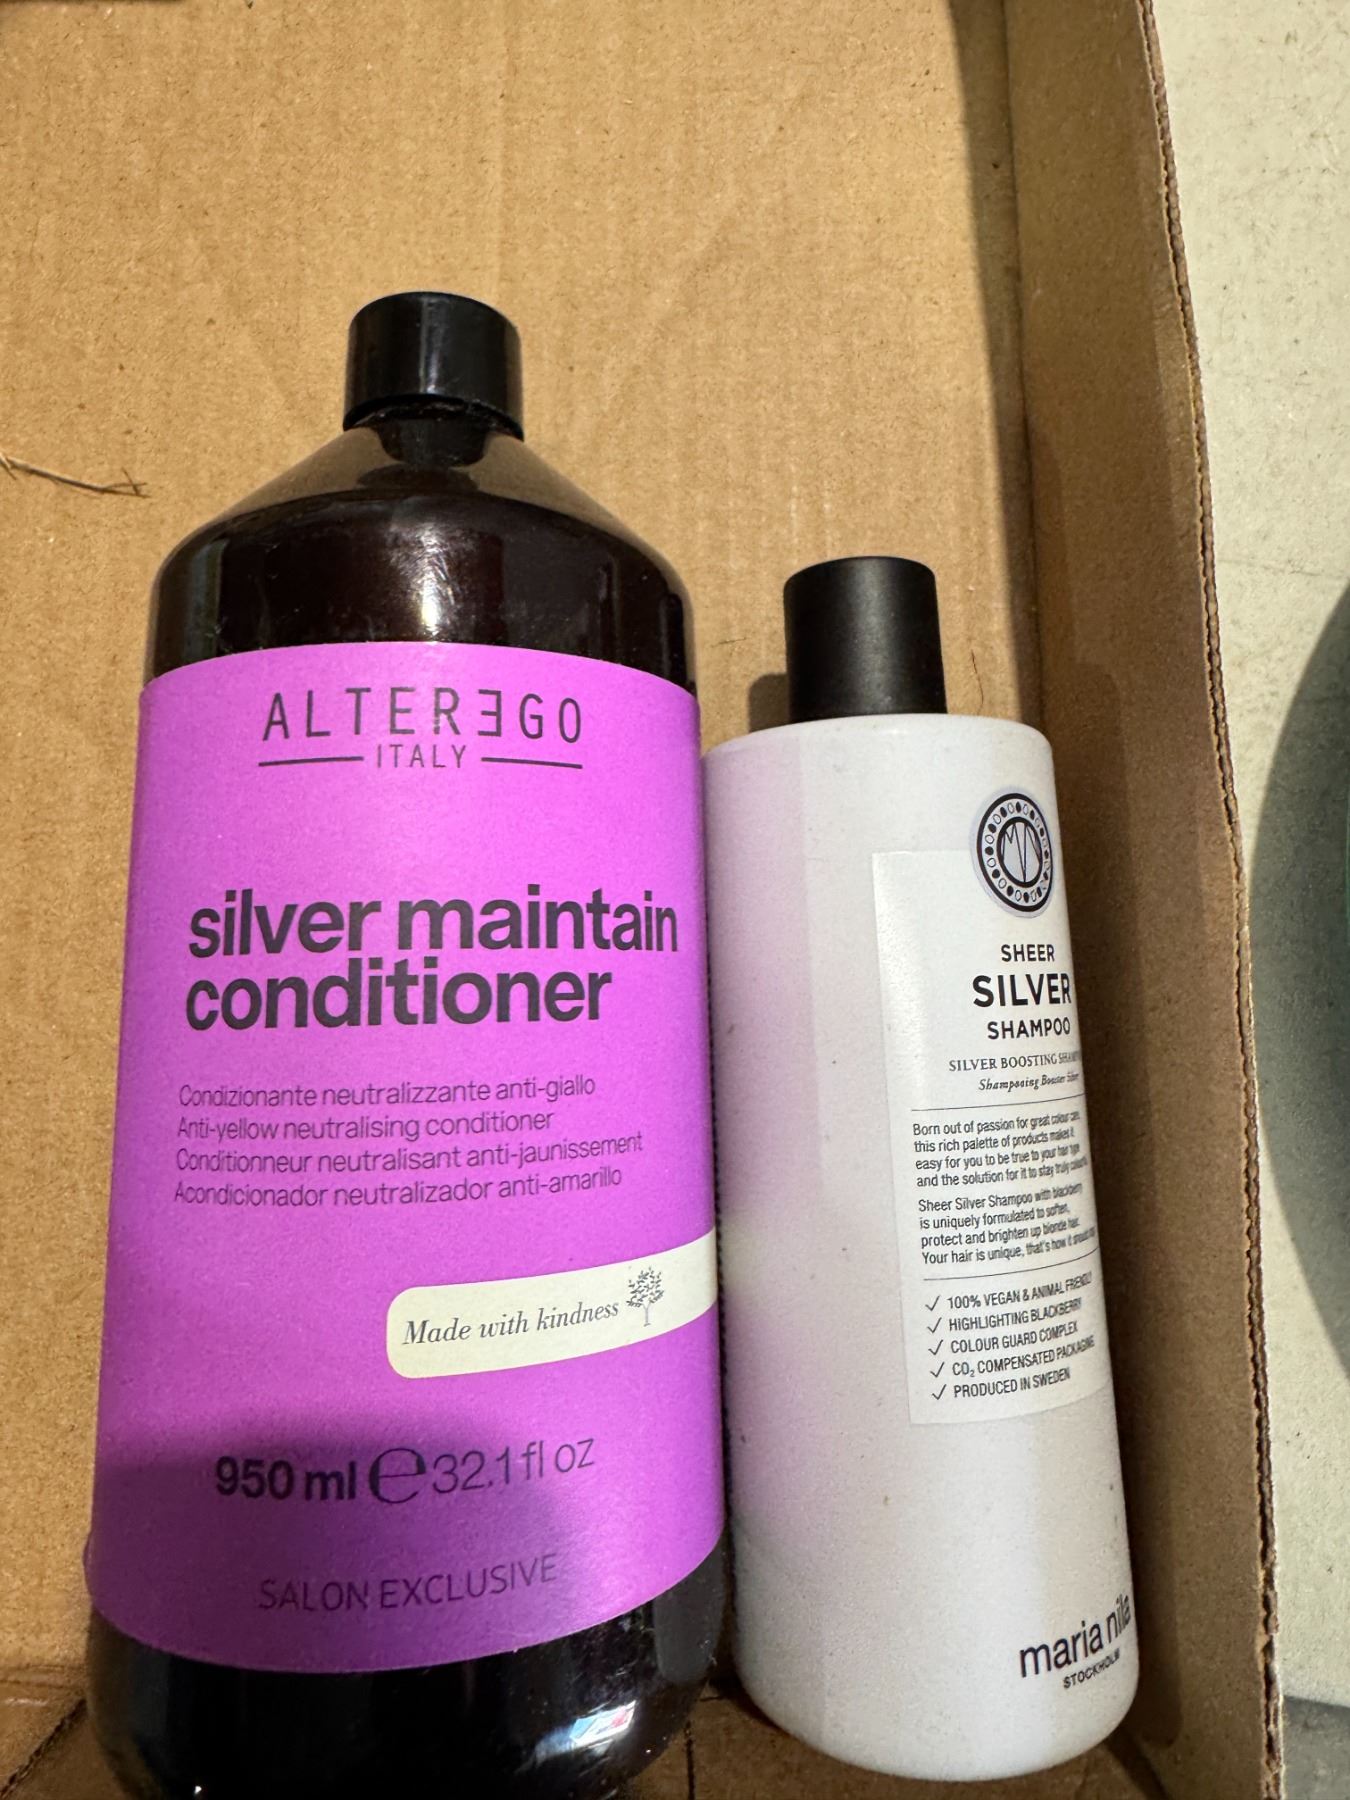 ALTERƎGO
ITALY
silver maintain
conditioner
Condizionante neutralizzante anti-giallo
Anti-yellow neutralising conditioner
Conditionneur neutralisant anti-jaunissement
Acondicionador neutralizador anti-amarillo
Made with kindness
950 ml ℮ 32.1 fl oz
SALON EXCLUSIVE
SHEER
SILVER
SHAMPOO
SILVER BOOSTING
Shampooing Booster
Born out of passion for great colour care,
this rich palette of products makes it
easy for you to be true to your hair type
and the solution for it to stay truly
Sheer Silver Shampoo with blackberry
is uniquely formulated to soften,
protect and brighten up blonde hair.
Your hair is unique, that's how it
✓ 100% VEGAN & ANIMAL FRIENDLY
✓ HIGHLIGHTING BLACKBERRY
✓ COLOUR GUARD COMPLEX
✓ CO₂ COMPENSATED PACKAGING
✓ PRODUCED IN SWEDEN
maria nila
STOCKHOLM